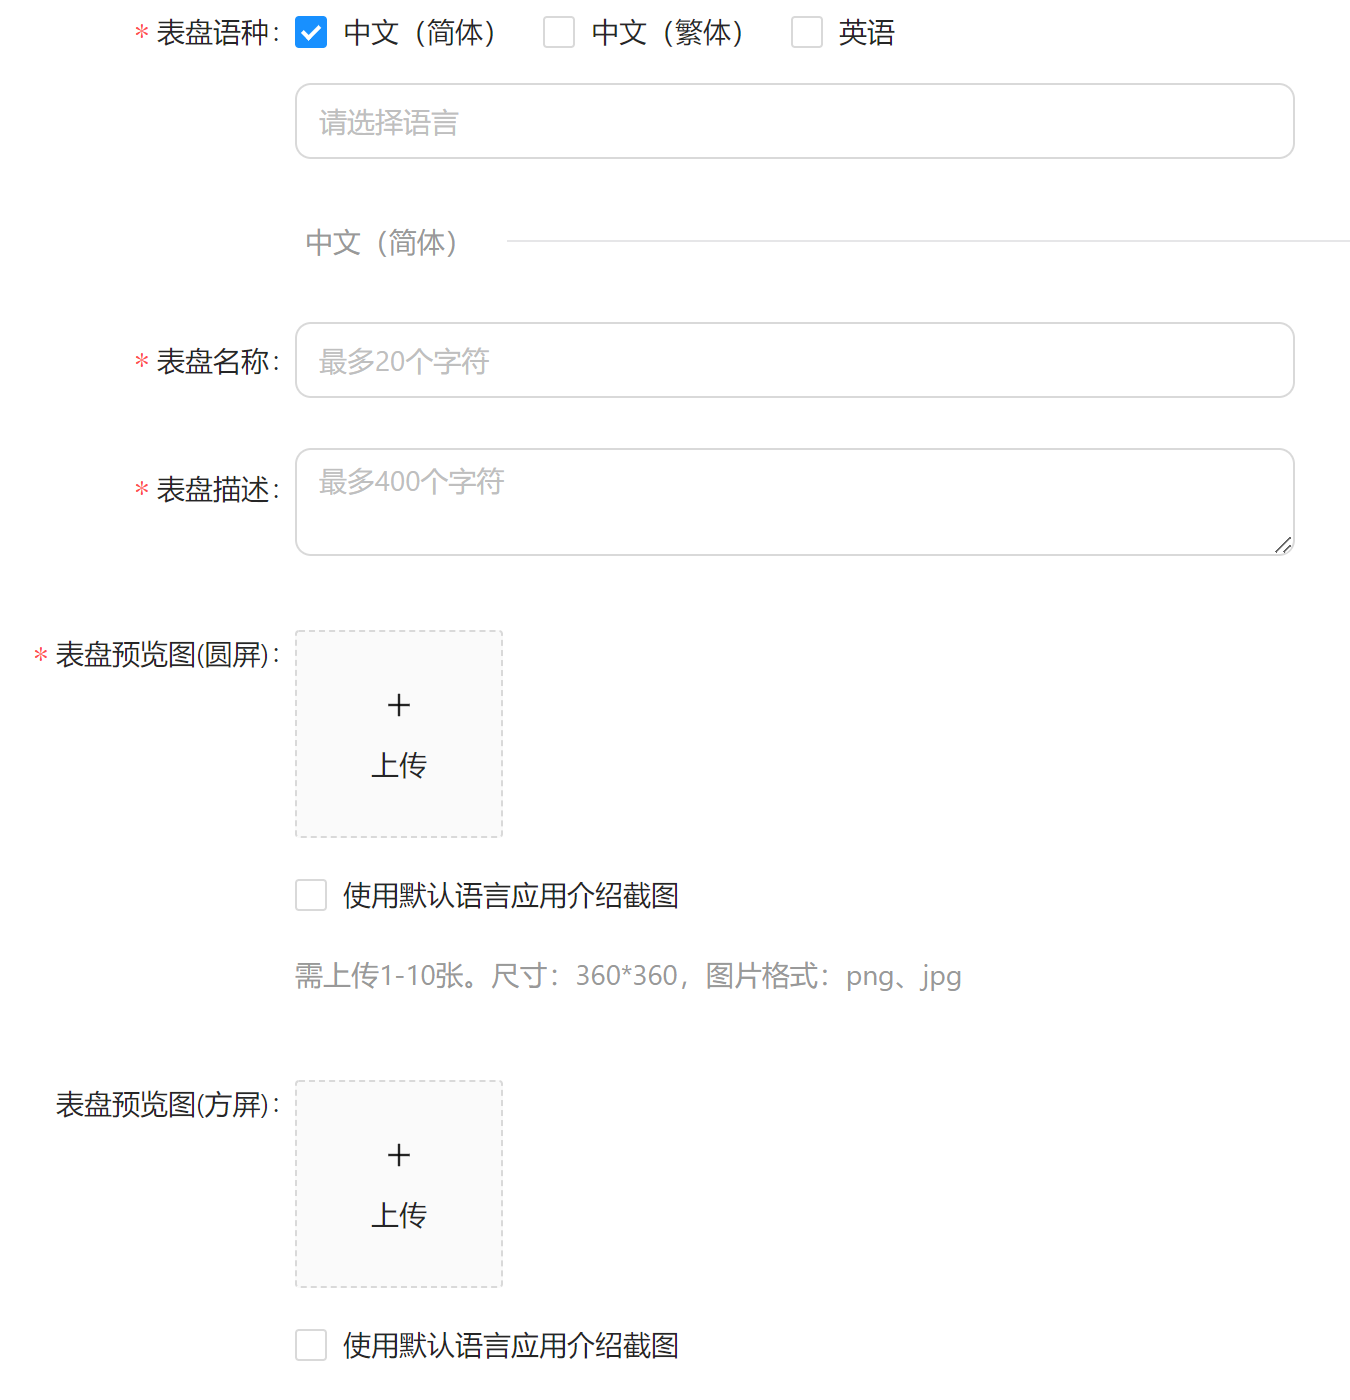 * 表盘语种: 中文（简体） 中文（繁体） 英语
请选择语言
中文（简体）
* 表盘名称: 最多20个字符
* 表盘描述: 最多400个字符
* 表盘预览图(圆屏):
+
上传
使用默认语言应用介绍截图
需上传1-10张。尺寸：360*360，图片格式：png、jpg
表盘预览图(方屏):
+
上传
使用默认语言应用介绍截图